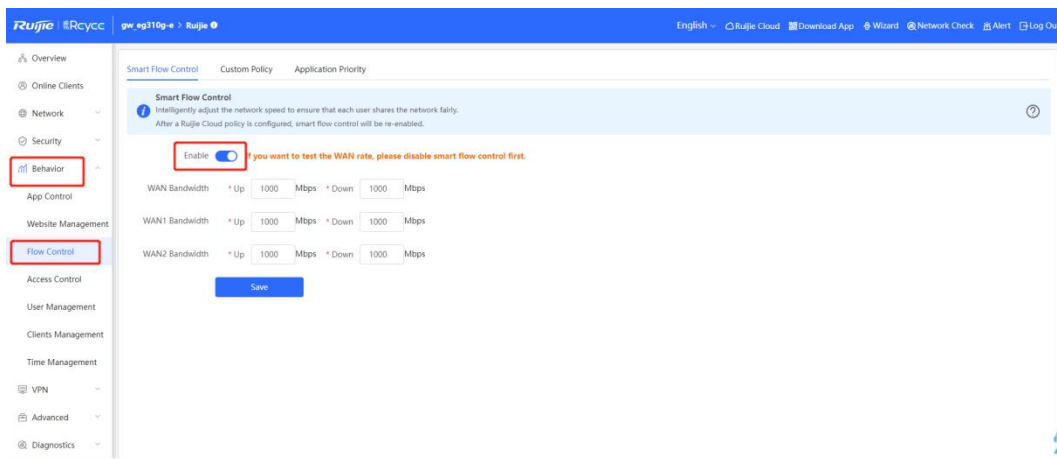 Ruijie | Rcycc gw_eg310g-e > Ruijie English Ruijie Cloud Download App Wizard Network Check Alert Log Ou
Overview
Online Clients
Network
Security
Behavior
App Control
Website Management
Flow Control
Access Control
User Management
Clients Management
Time Management
VPN
Advanced
Diagnostics
Smart Flow Control Custom Policy Application Priority
Smart Flow Control
Intelligently adjust the network speed to ensure that each user shares the network fairly.
After a Ruijie Cloud policy is configured, smart flow control will be re-enabled.
Enable If you want to test the WAN rate, please disable smart flow control first.
WAN Bandwidth * Up 1000 Mbps * Down 1000 Mbps
WAN1 Bandwidth * Up 1000 Mbps * Down 1000 Mbps
WAN2 Bandwidth * Up 1000 Mbps * Down 1000 Mbps
Save